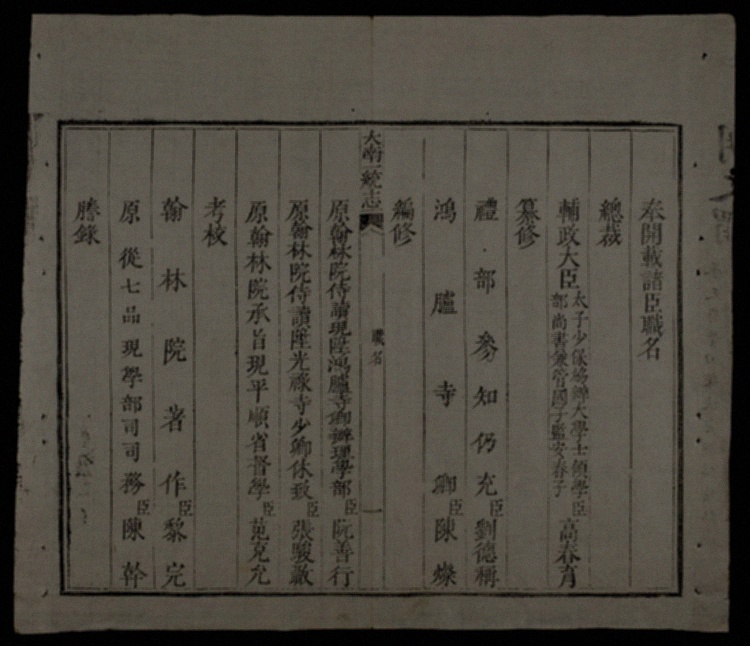 奉開載諸臣職名
總裁
輔政大臣太子少保協辦大學士領學
部尚書兼管國子監安春子臣高春育
纂修
禮部參知仍充臣劉德稱
鴻臚寺卿臣陳燦
編修
大南一統志 職名 一
原翰林院侍讀現陞鴻臚寺卿辦理學部臣阮善行
原翰林院侍讀陞光祿寺少卿休致臣張駿
原翰林院承旨現平順省督學臣范克允
考校
翰林院著作臣黎完
原從七品現學部司司務臣陳幹
謄錄